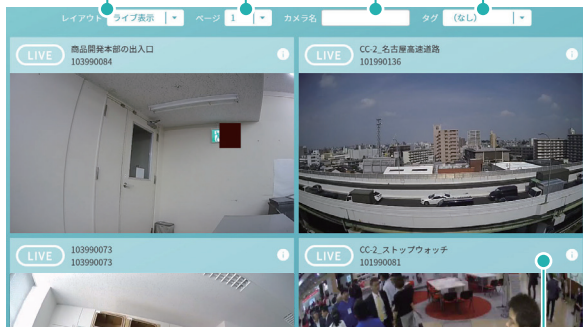 レイアウト ライブ表示 ページ 1 カメラ名 タグ (なし)
LIVE 商品開発本部の出入口
103990084
LIVE CC-2_名古屋高速道路
101990136
LIVE 103990073
103990073
LIVE CC-2_ストップウォッチ
101990081